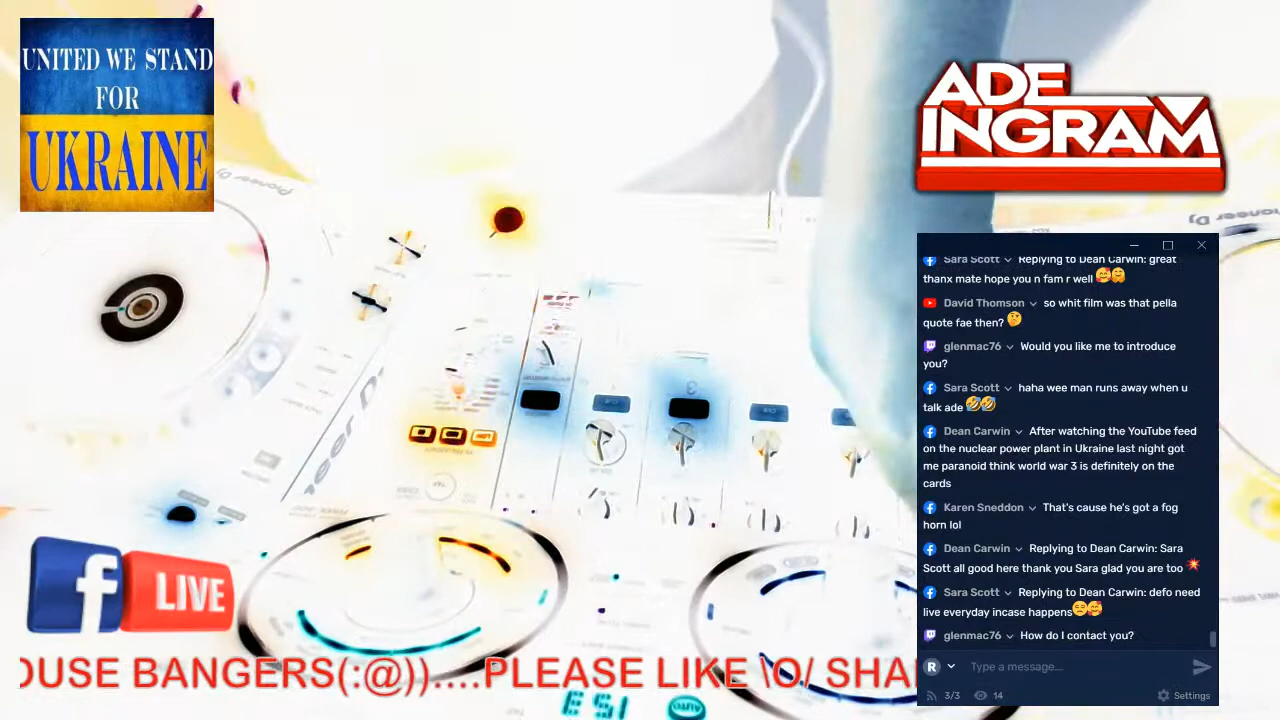 UNITED WE STAND
FOR
UKRAINE
ADE
INGRAM
Pioneer Dj
Sara Scott Replying to Dean Carwin: great
thanx mate hope you n fam r well 🥰🤗
David Thomson so whit film was that pella
quote fae then? 🤔
glenmac76 Would you like me to introduce
you?
Sara Scott haha wee man runs away when u
talk ade 🤣🤣
Dean Carwin After watching the YouTube feed
on the nuclear power plant in Ukraine last night got
me paranoid think world war 3 is definitely on the
cards
Karen Sneddon That's cause he's got a fog
horn lol
Dean Carwin Replying to Dean Carwin: Sara
Scott all good here thank you Sara glad you are too 💥
Sara Scott Replying to Dean Carwin: defo need
live everyday incase happens😔🥰
glenmac76 How do I contact you?
R Type a message...
3/3 14 Settings
f LIVE
OUSE BANGERS(:@))....PLEASE LIKE \O/ SHA
AUTO